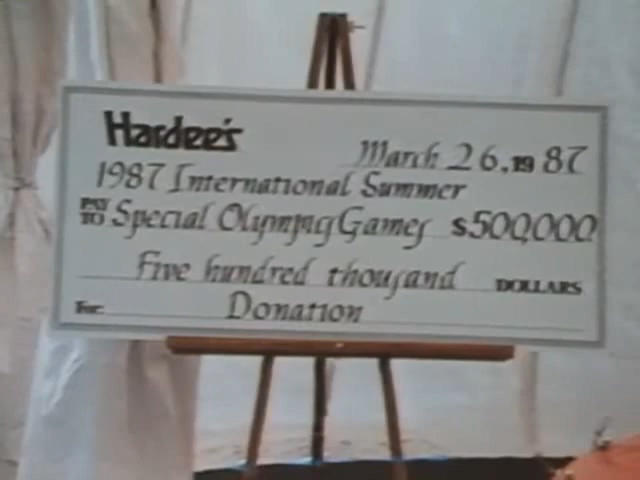 Hardee's
March 26, 19 87
1987 International Summer
PAY TO Special Olympic Games $500,000
Five hundred thousand DOLLARS
For: Donation